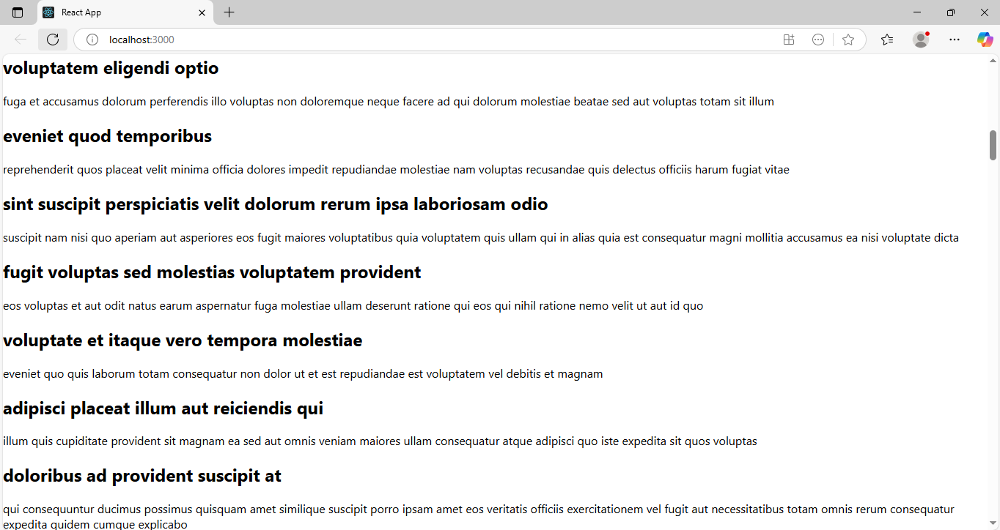 React App
localhost:3000
voluptatem eligendi optio
fuga et accusamus dolorum perferendis illo voluptas non doloremque neque facere ad qui dolorum molestiae beatae sed aut voluptas totam sit illum
eveniet quod temporibus
reprehenderit quos placeat velit minima officia dolores impedit repudiandae molestiae nam voluptas recusandae quis delectus officiis harum fugiat vitae
sint suscipit perspiciatis velit dolorum rerum ipsa laboriosam odio
suscipit nam nisi quo aperiam aut asperiores eos fugit maiores voluptatibus quia voluptatem quis ullam qui in alias quia est consequatur magni mollitia accusamus ea nisi voluptate dicta
fugit voluptas sed molestias voluptatem provident
eos voluptas et aut odit natus earum aspernatur fuga molestiae ullam deserunt ratione qui eos qui nihil ratione nemo velit ut aut id quo
voluptate et itaque vero tempora molestiae
eveniet quo quis laborum totam consequatur non dolor ut et est repudiandae est voluptatem vel debitis et magnam
adipisci placeat illum aut reiciendis qui
illum quis cupiditate provident sit magnam ea sed aut omnis veniam maiores ullam consequatur atque adipisci quo iste expedita sit quos voluptas
doloribus ad provident suscipit at
qui consequuntur ducimus possimus quisquam amet similique suscipit porro ipsam amet eos veritatis officiis exercitationem vel fugit aut necessitatibus totam omnis rerum consequatur
expedita quidem cumque explicabo